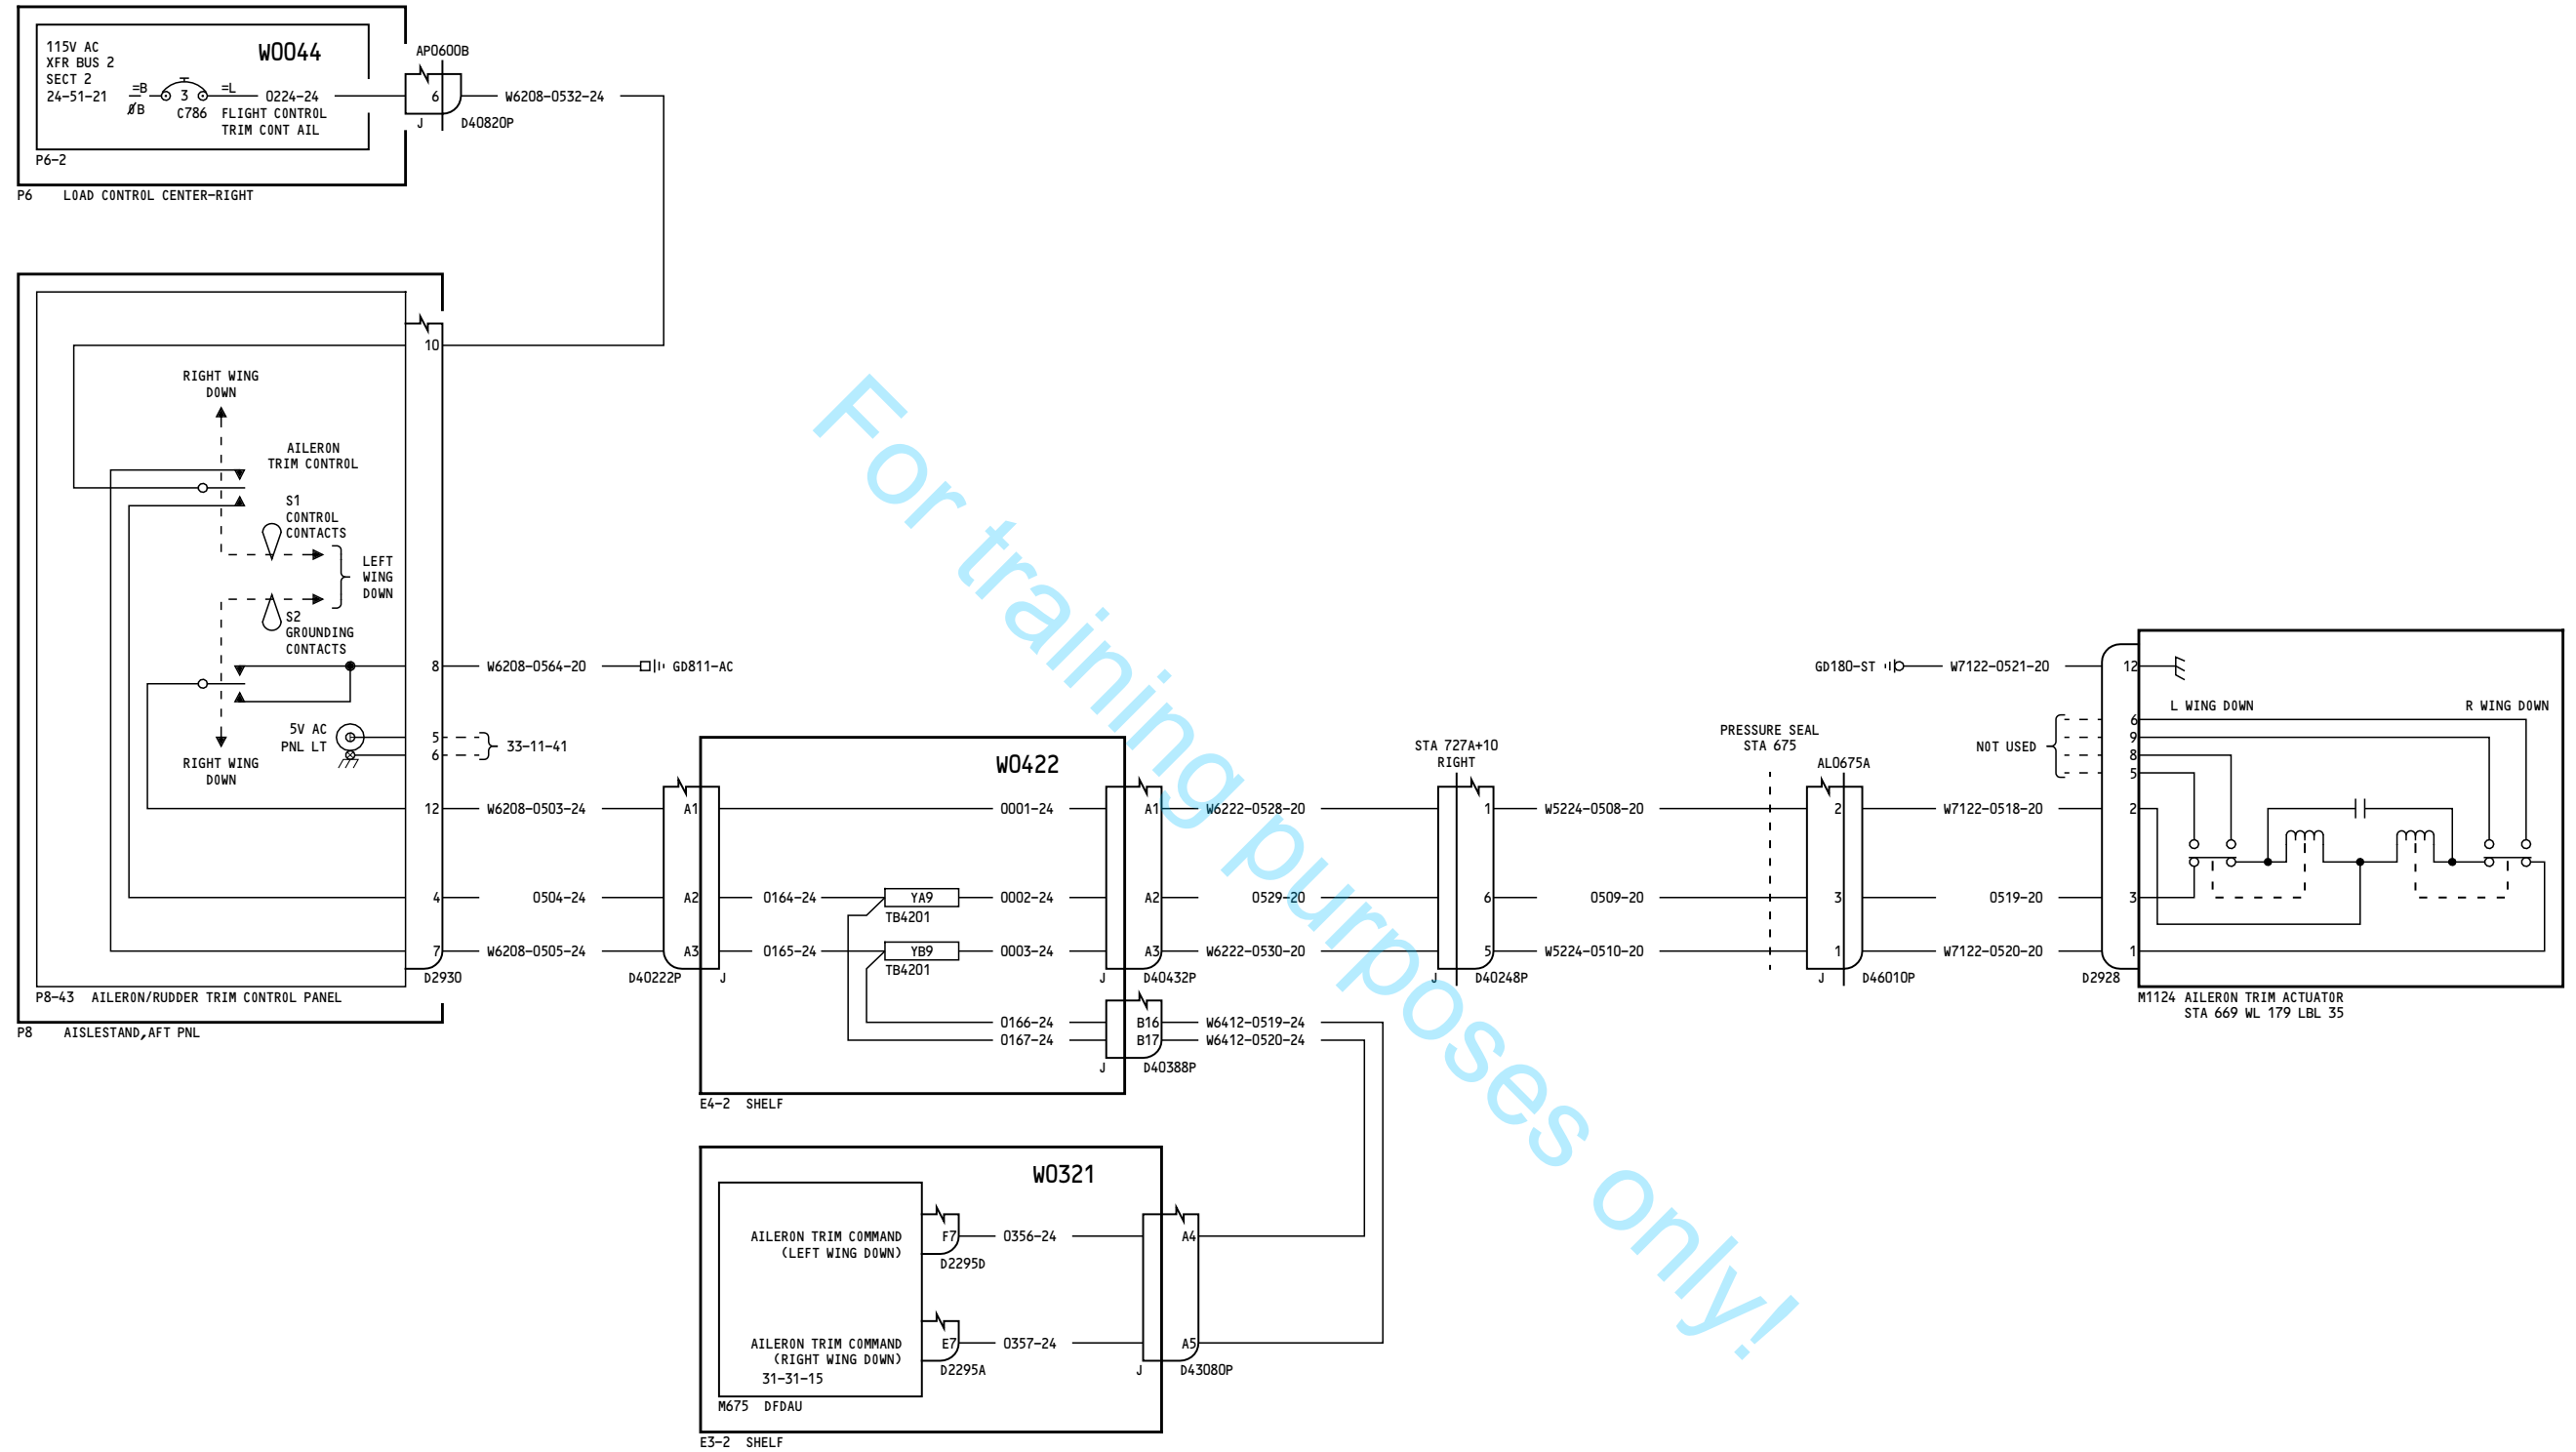 115V AC
XFR BUS 2
SECT 2
24-51-21
W0044
=B
ØB
3
C786
=L
0224-24
FLIGHT CONTROL
TRIM CONT AIL
P6-2
P6 LOAD CONTROL CENTER-RIGHT
AP0600B
6
J
D40820P
W6208-0532-24
10
RIGHT WING
DOWN
AILERON
TRIM CONTROL
S1
CONTROL
CONTACTS
LEFT
WING
DOWN
S2
GROUNDING
CONTACTS
8
W6208-0564-20
GD811-AC
5V AC
PNL LT
5
6
33-11-41
RIGHT WING
DOWN
12
W6208-0503-24
4
0504-24
7
W6208-0505-24
D2930
P8-43 AILERON/RUDDER TRIM CONTROL PANEL
P8 AISLESTAND,AFT PNL
W0422
A1
A2
A3
D40222P
J
0001-24
0164-24
YA9
TB4201
0002-24
0165-24
YB9
TB4201
0003-24
0166-24
0167-24
A1
A2
A3
J
D40432P
B16
B17
J
D40388P
E4-2 SHELF
W6222-0528-20
0529-20
W6222-0530-20
W6412-0519-24
W6412-0520-24
STA 727A+10
RIGHT
1
6
5
J
D40248P
W5224-0508-20
0509-20
W5224-0510-20
PRESSURE SEAL
STA 675
AL0675A
2
3
1
J
D46010P
GD180-ST
W7122-0521-20
NOT USED
W7122-0518-20
0519-20
W7122-0520-20
12
6
9
8
5
2
3
1
D2928
L WING DOWN
R WING DOWN
M1124 AILERON TRIM ACTUATOR
STA 669 WL 179 LBL 35
W0321
AILERON TRIM COMMAND
(LEFT WING DOWN)
F7
D2295D
0356-24
A4
AILERON TRIM COMMAND
(RIGHT WING DOWN)
31-31-15
E7
D2295A
0357-24
A5
J
D43080P
M675 DFDAU
E3-2 SHELF
For training purposes only!